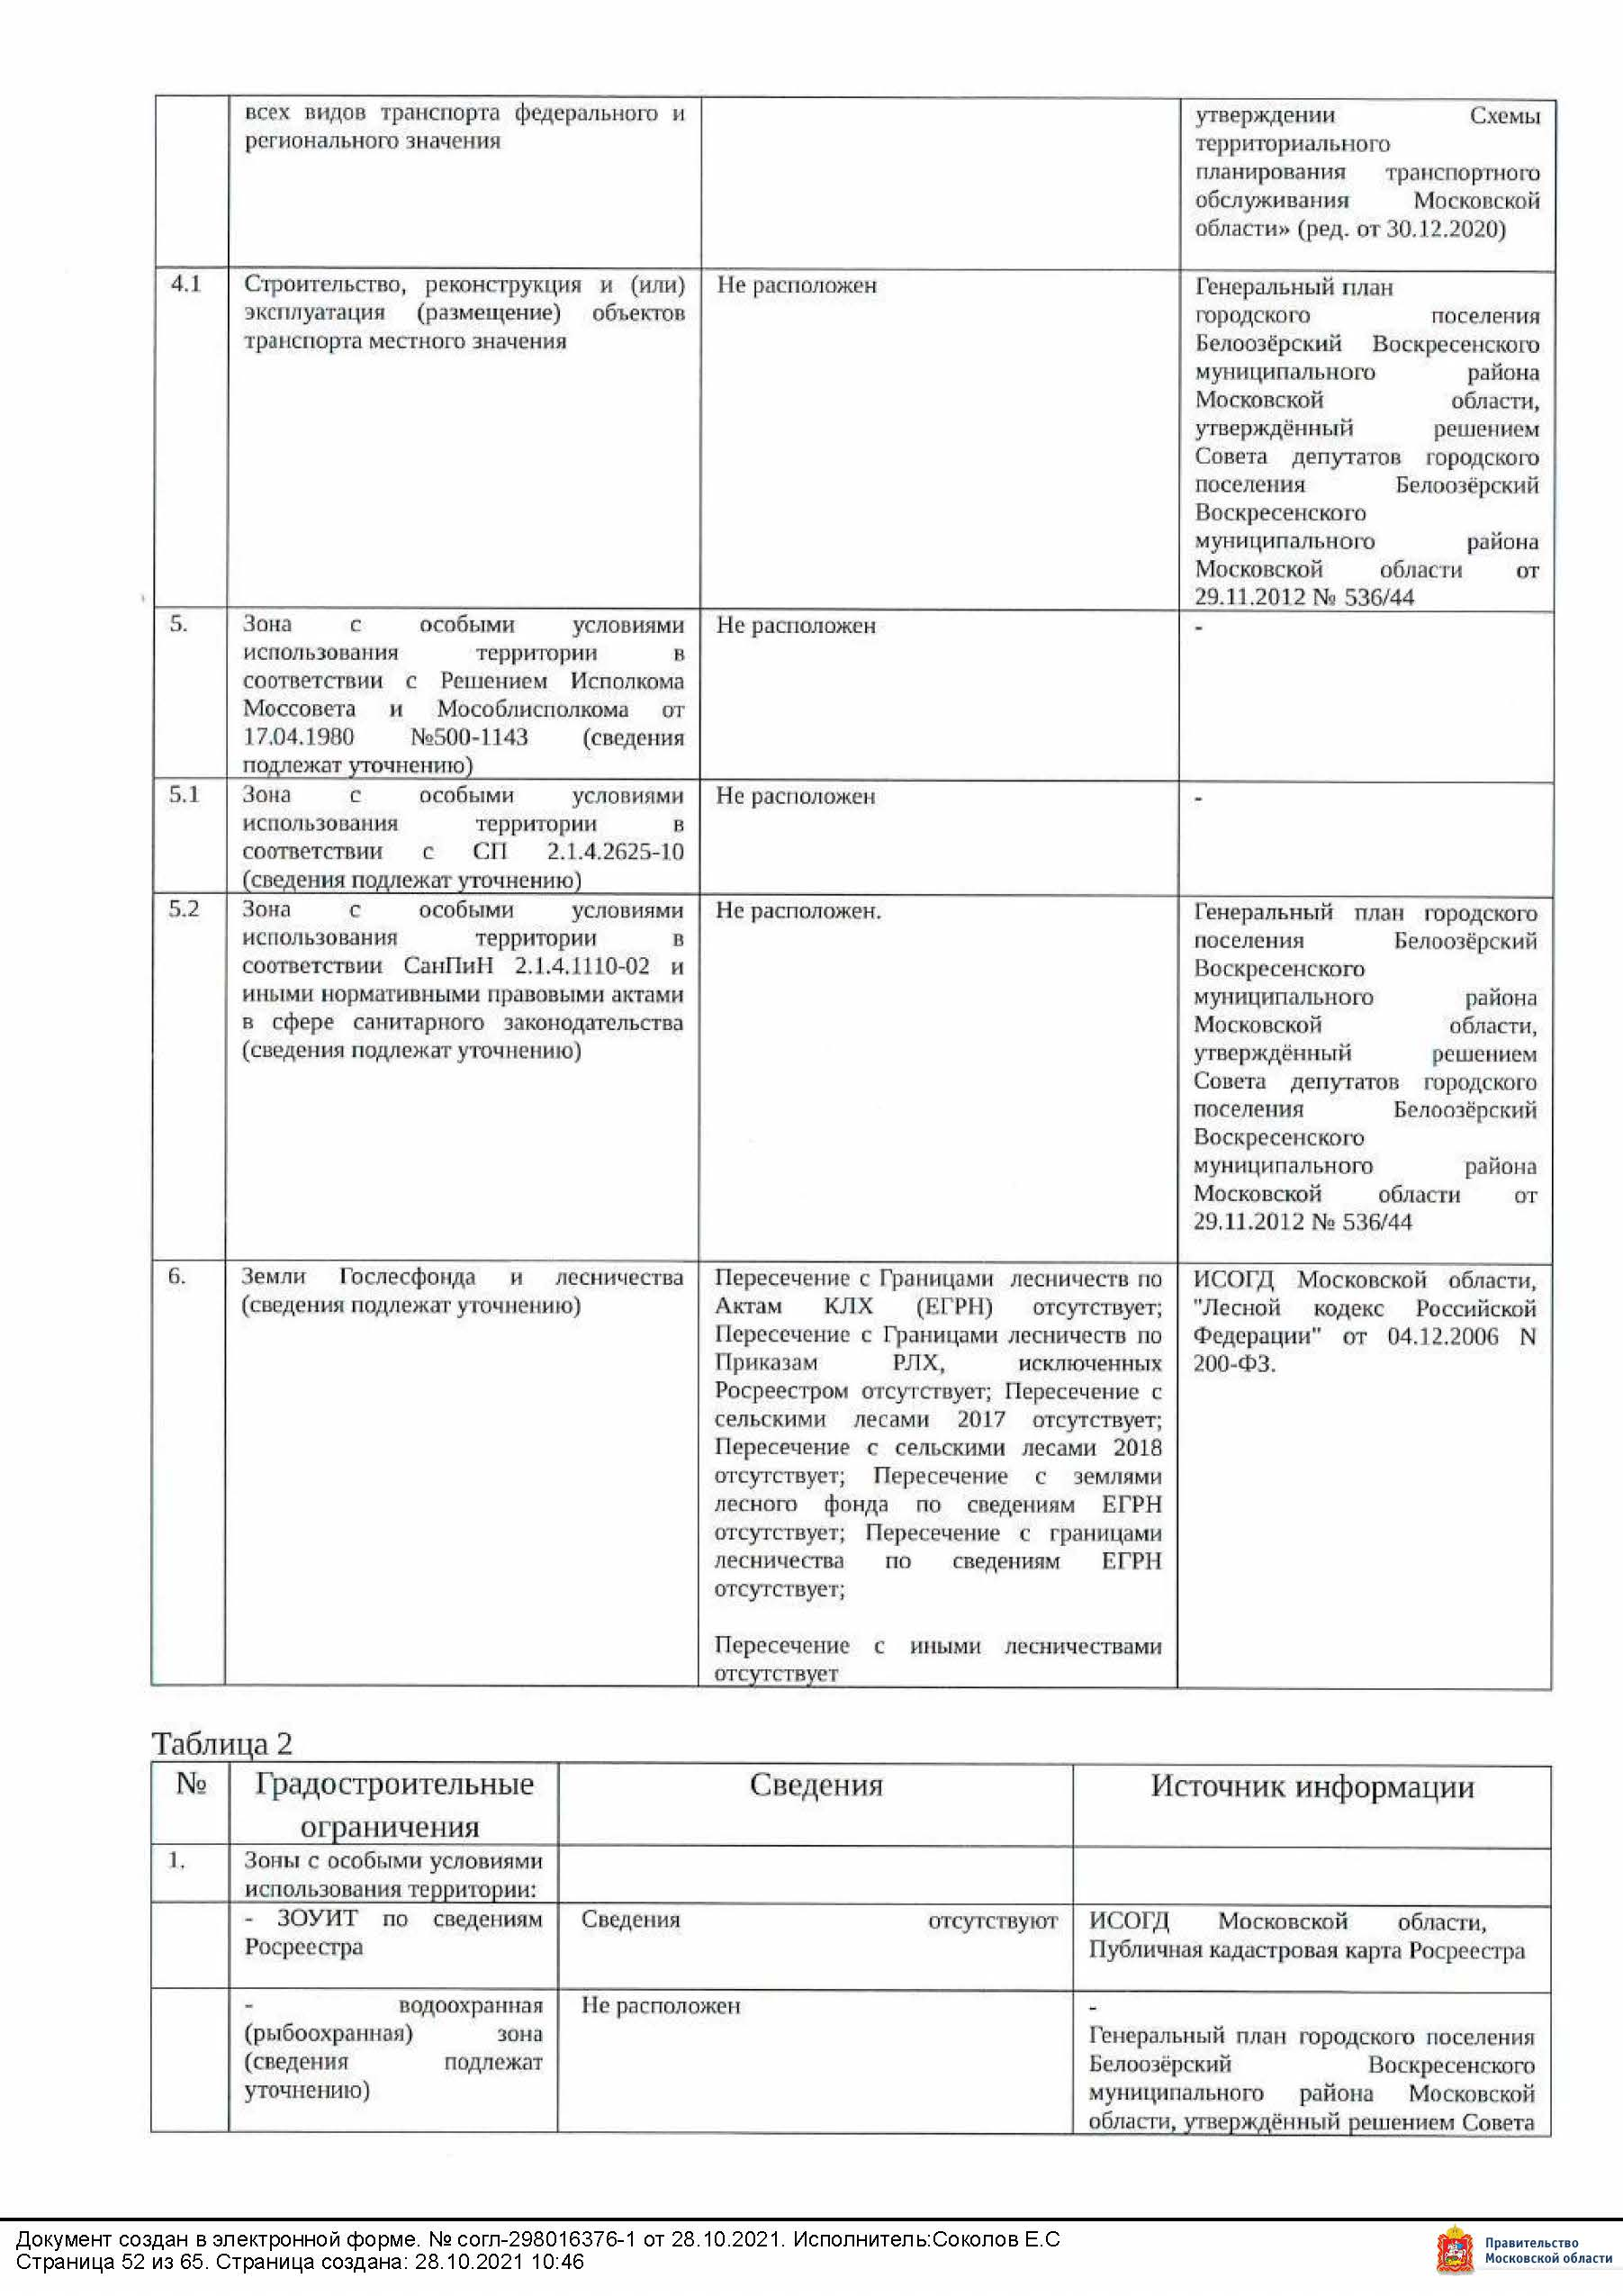 всех видов транспорта федерального и
регионального значения
утверждении Схемы
территориального
планирования транспортного
обслуживания Московской
области» (ред. от 30.12.2020)
4.1
Строительство, реконструкция и (или)
эксплуатация (размещение) объектов
транспорта местного значения
Не расположен
Генеральный план
городского поселения
Белоозёрский Воскресенского
муниципального района
Московской области,
утверждённый решением
Совета депутатов городского
поселения Белоозёрский
Воскресенского
муниципального района
Московской области от
29.11.2012 № 536/44
5.
Зона с особыми условиями
использования территории в
соответствии с Решением Исполкома
Моссовета и Мособлисполкома от
17.04.1980 №500-1143 (сведения
подлежат уточнению)
Не расположен
-
5.1
Зона с особыми условиями
использования территории в
соответствии с СП 2.1.4.2625-10
(сведения подлежат уточнению)
Не расположен
-
5.2
Зона с особыми условиями
использования территории в
соответствии СанПиН 2.1.4.1110-02 и
иными нормативными правовыми актами
в сфере санитарного законодательства
(сведения подлежат уточнению)
Не расположен.
Генеральный план городского
поселения Белоозёрский
Воскресенского
муниципального района
Московской области,
утверждённый решением
Совета депутатов городского
поселения Белоозёрский
Воскресенского
муниципального района
Московской области от
29.11.2012 № 536/44
6.
Земли Гослесфонда и лесничества
(сведения подлежат уточнению)
Пересечение с Границами лесничеств по
Актам КЛХ (ЕГРН) отсутствует;
Пересечение с Границами лесничеств по
Приказам РЛХ, исключенных
Росреестром отсутствует; Пересечение с
сельскими лесами 2017 отсутствует;
Пересечение с сельскими лесами 2018
отсутствует; Пересечение с землями
лесного фонда по сведениям ЕГРН
отсутствует; Пересечение с границами
лесничества по сведениям ЕГРН
отсутствует;
Пересечение с иными лесничествами
отсутствует
ИСОГД Московской области,
"Лесной кодекс Российской
Федерации" от 04.12.2006 N
200-ФЗ.
Таблица 2
№
Градостроительные
ограничения
Сведения
Источник информации
1.
Зоны с особыми условиями
использования территории:
- ЗОУИТ по сведениям
Росреестра
Сведения отсутствуют
ИСОГД Московской области,
Публичная кадастровая карта Росреестра
- водоохранная
(рыбоохранная) зона
(сведения подлежат
уточнению)
Не расположен
-
Генеральный план городского поселения
Белоозёрский Воскресенского
муниципального района Московской
области, утверждённый решением Совета
Документ создан в электронной форме. № согл-298016376-1 от 28.10.2021. Исполнитель:Соколов Е.С
Страница 52 из 65. Страница создана: 28.10.2021 10:46
Правительство
Московской области